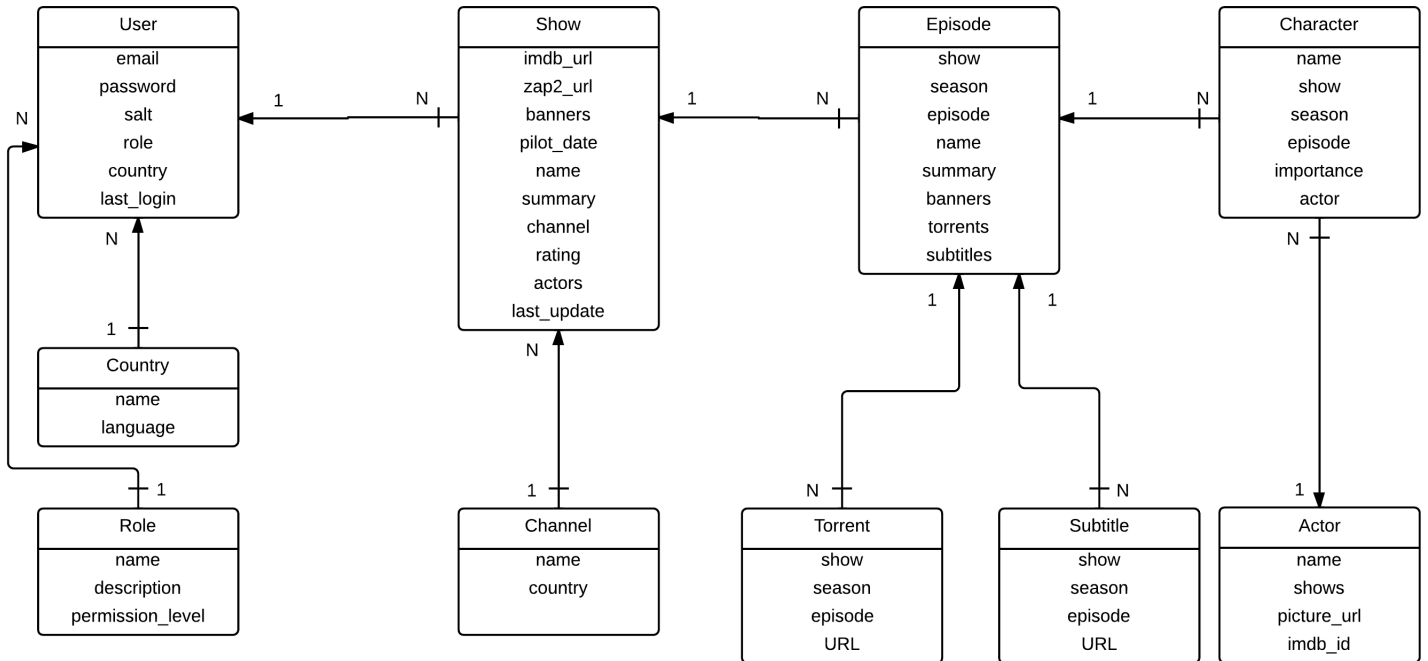 User
email
password
salt
role
country
last_login
N
1
N
Show
imdb_url
zap2_url
banners
pilot_date
name
summary
channel
rating
actors
last_update
1
N
Episode
show
season
episode
name
summary
banners
torrents
subtitles
1
N
Character
name
show
season
episode
importance
actor
N
1
Country
name
language
1
Role
name
description
permission_level
N
1
Channel
name
country
1
1
N
Torrent
show
season
episode
URL
N
Subtitle
show
season
episode
URL
N
1
Actor
name
shows
picture_url
imdb_id